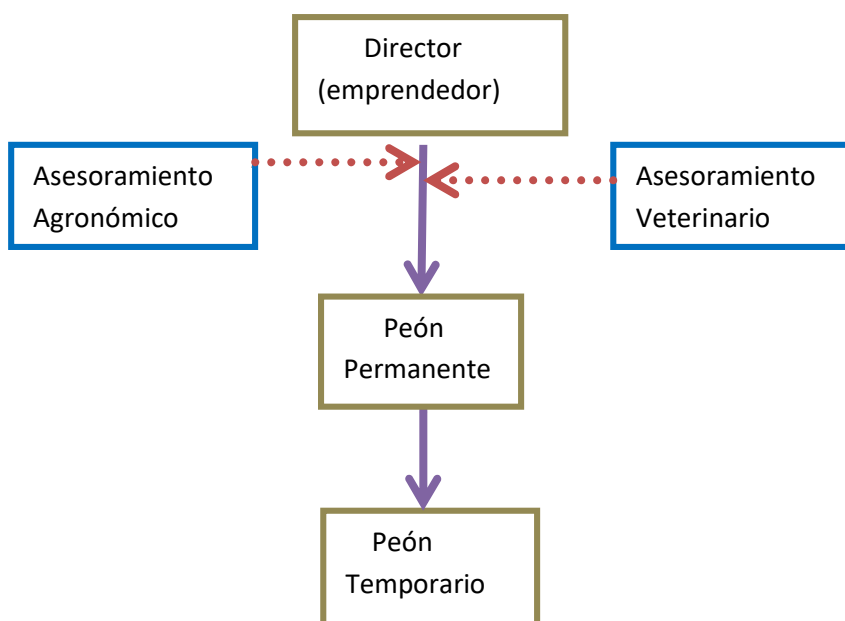 Director
(emprendedor)
Asesoramiento
Agronómico
Asesoramiento
Veterinario
Peón
Permanente
Peón
Temporario